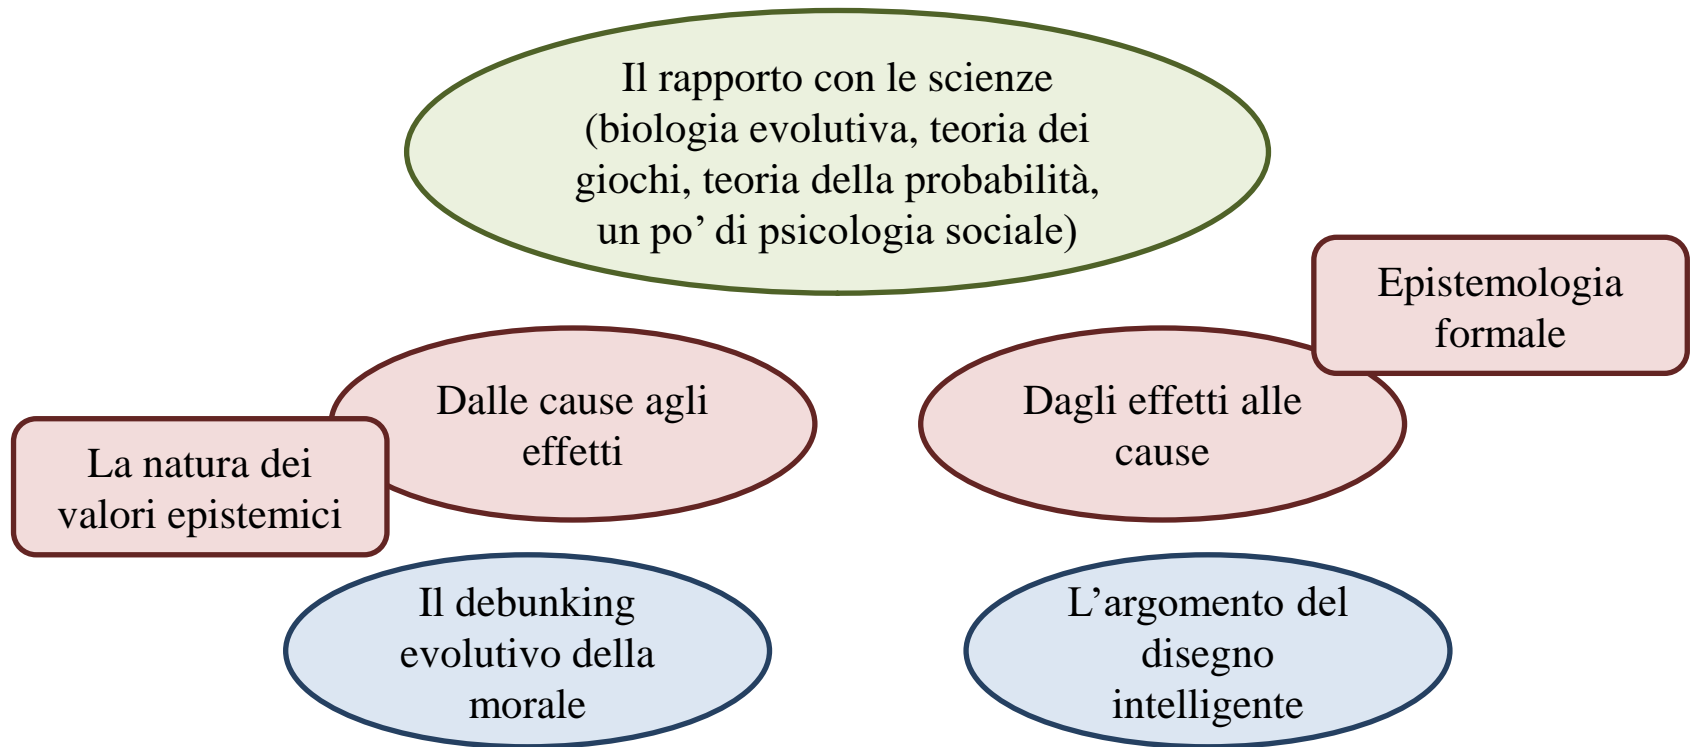 Il rapporto con le scienze
(biologia evolutiva, teoria dei
giochi, teoria della probabilità,
un po’ di psicologia sociale)
Epistemologia
formale
Dalle cause agli
effetti
Dagli effetti alle
cause
La natura dei
valori epistemici
Il debunking
evolutivo della
morale
L’argomento del
disegno
intelligente